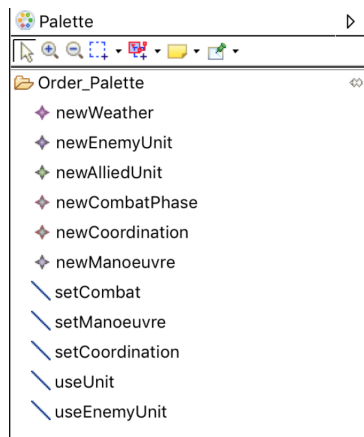 Palette
Order_Palette
newWeather
newEnemyUnit
newAlliedUnit
newCombatPhase
newCoordination
newManoeuvre
setCombat
setManoeuvre
setCoordination
useUnit
useEnemyUnit